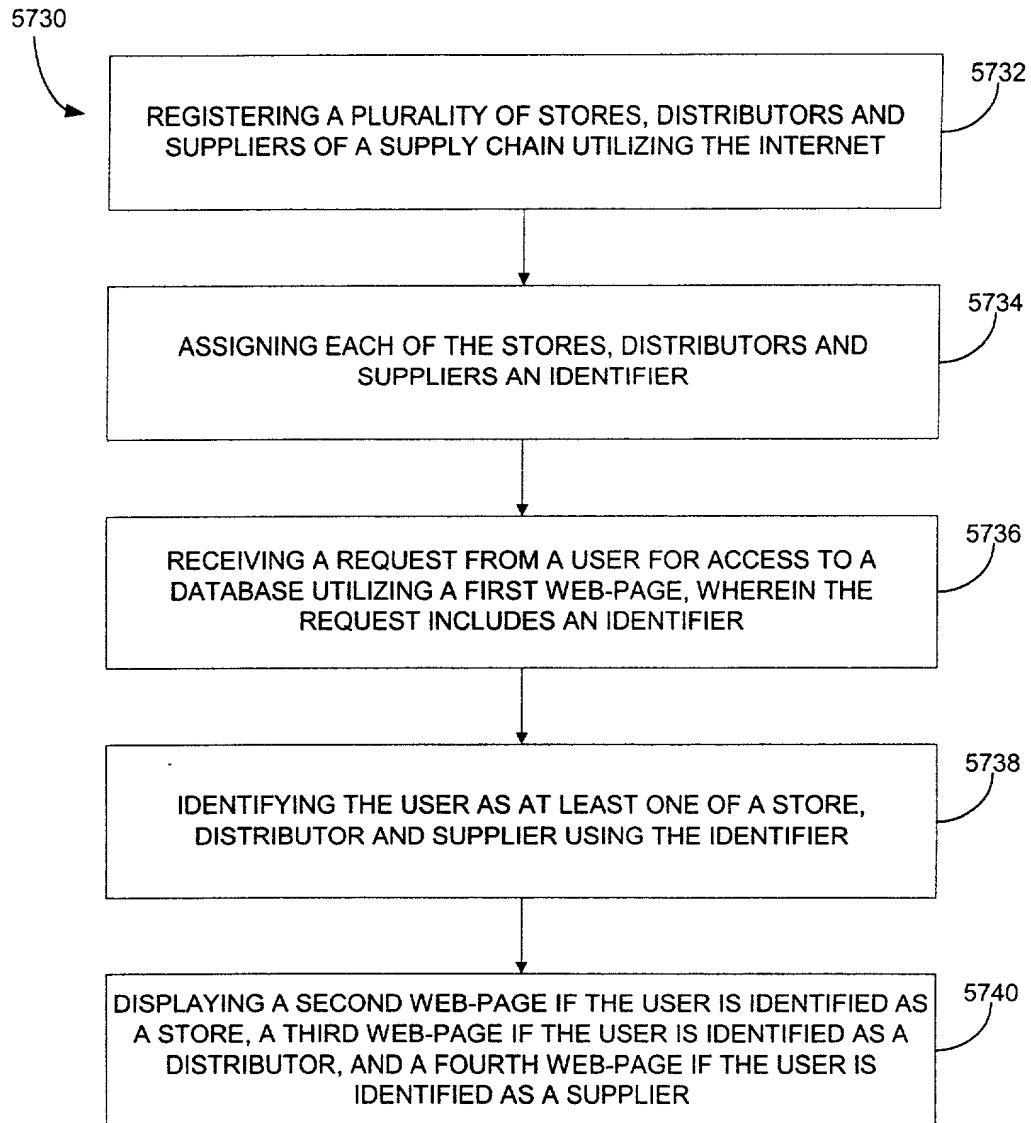 5730
5732
REGISTERING A PLURALITY OF STORES, DISTRIBUTORS AND
SUPPLIERS OF A SUPPLY CHAIN UTILIZING THE INTERNET
5734
ASSIGNING EACH OF THE STORES, DISTRIBUTORS AND
SUPPLIERS AN IDENTIFIER
5736
RECEIVING A REQUEST FROM A USER FOR ACCESS TO A
DATABASE UTILIZING A FIRST WEB-PAGE, WHEREIN THE
REQUEST INCLUDES AN IDENTIFIER
5738
IDENTIFYING THE USER AS AT LEAST ONE OF A STORE,
DISTRIBUTOR AND SUPPLIER USING THE IDENTIFIER
5740
DISPLAYING A SECOND WEB-PAGE IF THE USER IS IDENTIFIED AS
A STORE, A THIRD WEB-PAGE IF THE USER IS IDENTIFIED AS A
DISTRIBUTOR, AND A FOURTH WEB-PAGE IF THE USER IS
IDENTIFIED AS A SUPPLIER